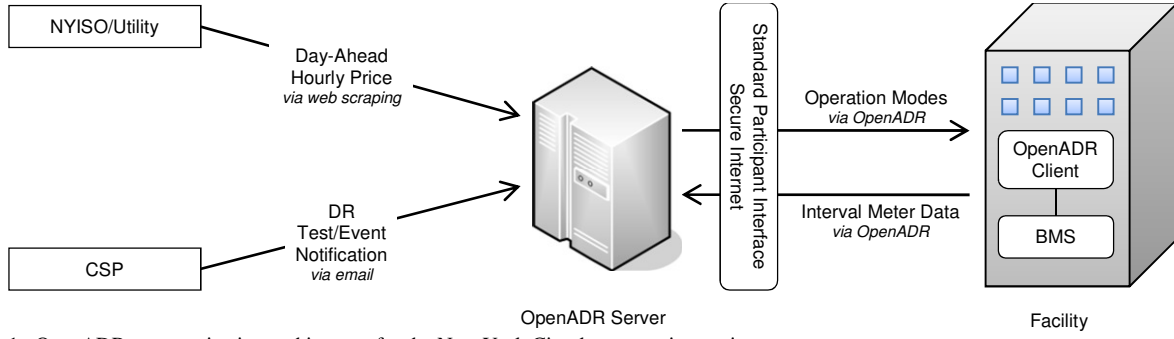 NYISO/Utility
Day-Ahead
Hourly Price
via web scraping
CSP
DR
Test/Event
Notification
via email
OpenADR Server
Standard Participant Interface
Secure Internet
Operation Modes
via OpenADR
Interval Meter Data
via OpenADR
OpenADR
Client
BMS
Facility